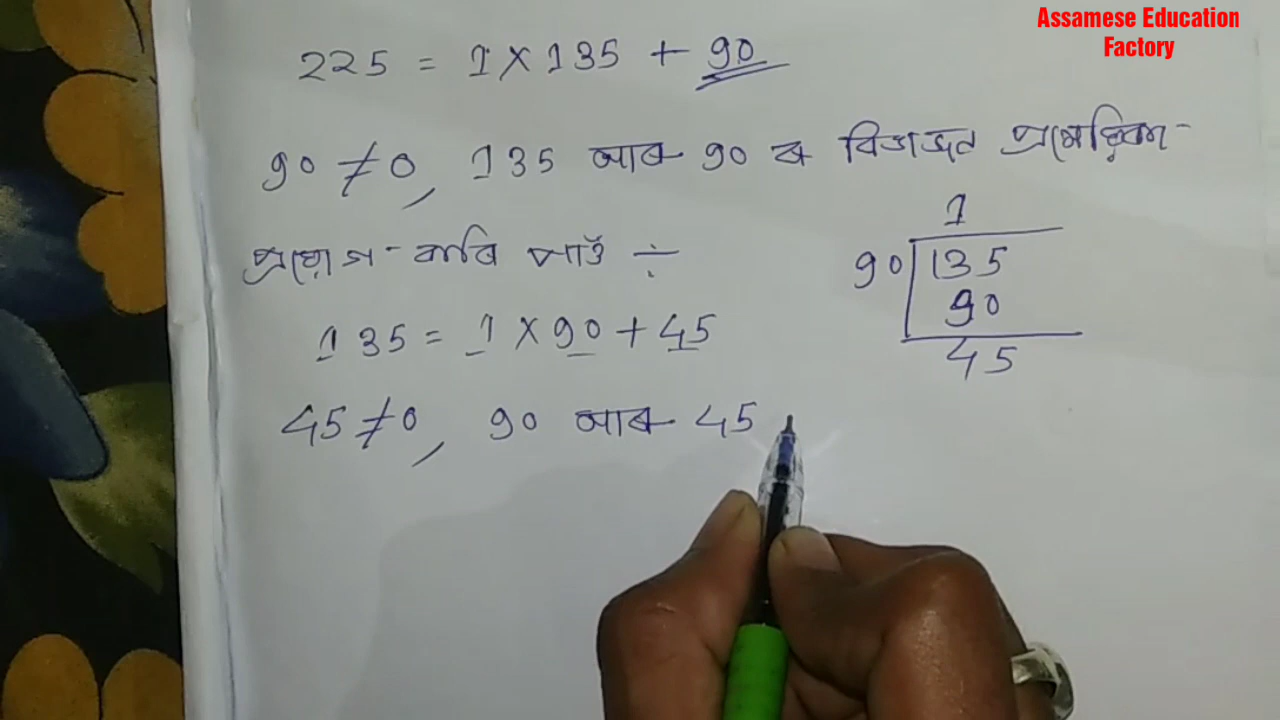 Assamese Education
Factory
225 = 1 × 135 + 90
90 ≠ 0, 135 আৰু 90 ৰ বিভাজন প্ৰমেয়িকা
প্ৰয়োগ কৰি পাওঁ ÷
135 = 1 × 90 + 45
45 ≠ 0, 90 আৰু 45
1
90 135
90
45